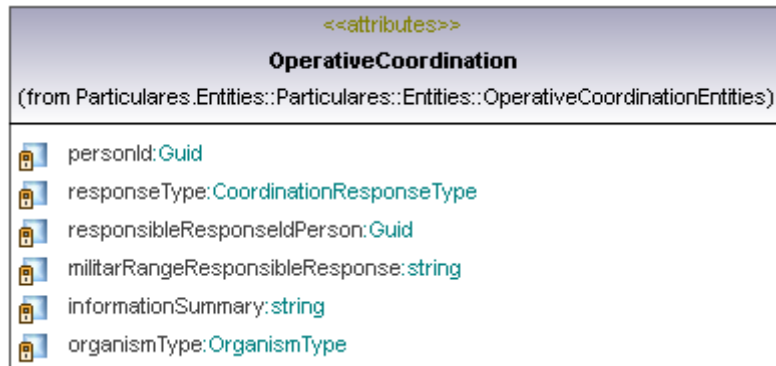 <<attributes>>
OperativeCoordination
(from Particulares.Entities::Particulares::Entities::OperativeCoordinationEntities)
personId:Guid
responseType:CoordinationResponseType
responsibleResponseIdPerson:Guid
militarRangeResponsibleResponse:string
informationSummary:string
organismType:OrganismType